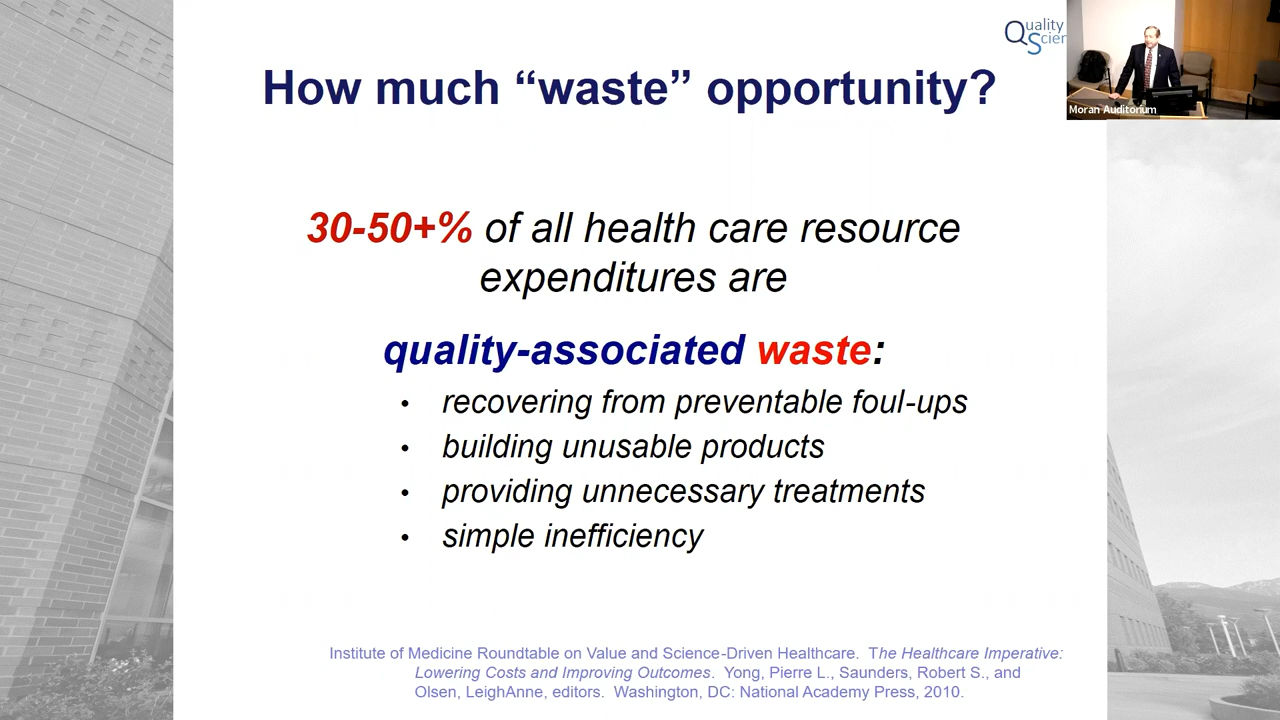 Quality
Scien
How much “waste” opportunity?
Moran Auditorium
30-50+% of all health care resource
expenditures are
quality-associated waste:
• recovering from preventable foul-ups
• building unusable products
• providing unnecessary treatments
• simple inefficiency
Institute of Medicine Roundtable on Value and Science-Driven Healthcare. The Healthcare Imperative:
Lowering Costs and Improving Outcomes. Yong, Pierre L., Saunders, Robert S., and
Olsen, LeighAnne, editors. Washington, DC: National Academy Press, 2010.